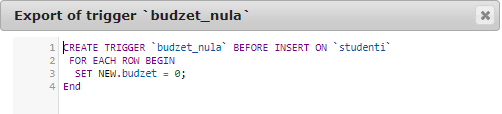 Export of trigger `budzet_nula`
1 CREATE TRIGGER `budzet_nula` BEFORE INSERT ON `studenti`
2 FOR EACH ROW BEGIN
3 SET NEW.budzet = 0;
4 End